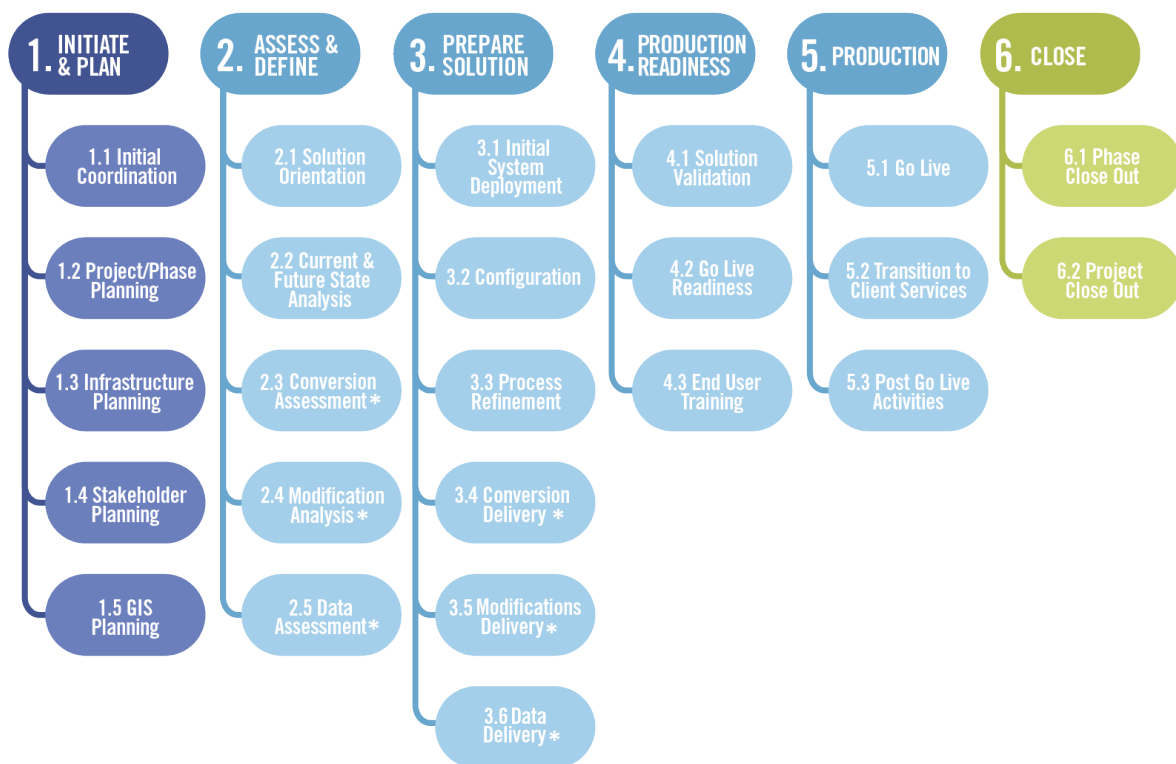 1. INITIATE
& PLAN
1.1 Initial
Coordination
1.2 Project/Phase
Planning
1.3 Infrastructure
Planning
1.4 Stakeholder
Planning
1.5 GIS
Planning
2. ASSESS &
DEFINE
2.1 Solution
Orientation
2.2 Current &
Future State
Analysis
2.3 Conversion
Assessment*
2.4 Modification
Analysis*
2.5 Data
Assessment*
3. PREPARE
SOLUTION
3.1 Initial
System
Deployment
3.2 Configuration
3.3 Process
Refinement
3.4 Conversion
Delivery *
3.5 Modifications
Delivery*
3.6 Data
Delivery*
4. PRODUCTION
READINESS
4.1 Solution
Validation
4.2 Go Live
Readiness
4.3 End User
Training
5. PRODUCTION
5.1 Go Live
5.2 Transition to
Client Services
5.3 Post Go Live
Activities
6. CLOSE
6.1 Phase
Close Out
6.2 Project
Close Out